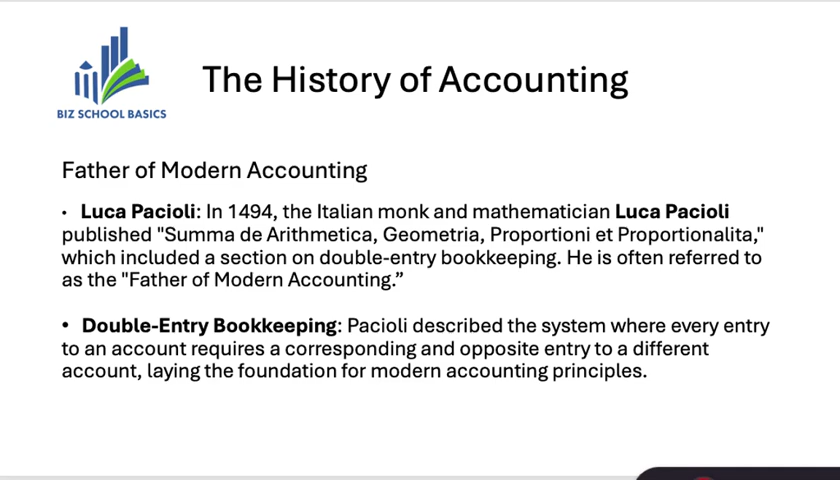 BIZ SCHOOL BASICS
The History of Accounting
Father of Modern Accounting
• Luca Pacioli: In 1494, the Italian monk and mathematician Luca Pacioli
published "Summa de Arithmetica, Geometria, Proportioni et Proportionalita,"
which included a section on double-entry bookkeeping. He is often referred to
as the "Father of Modern Accounting.”
• Double-Entry Bookkeeping: Pacioli described the system where every entry
to an account requires a corresponding and opposite entry to a different
account, laying the foundation for modern accounting principles.